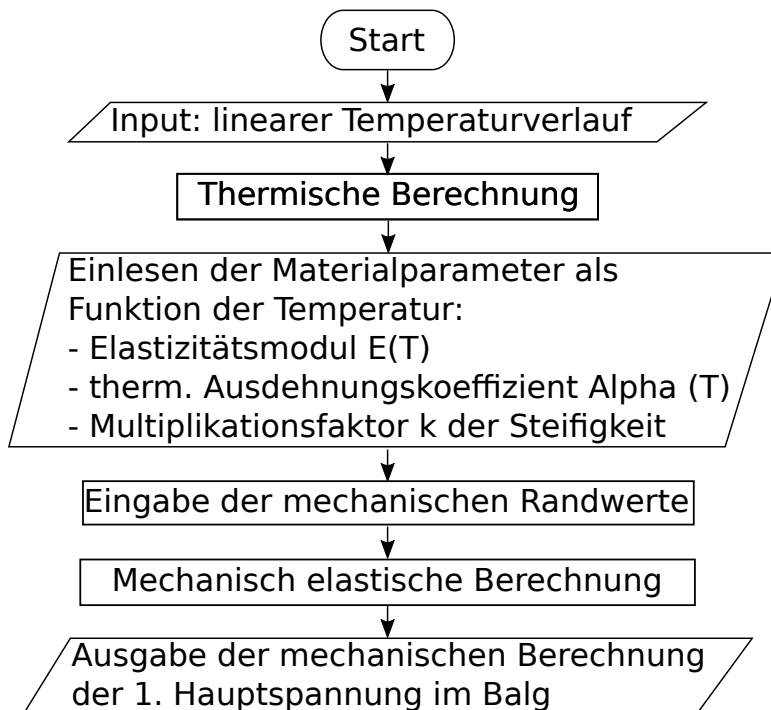 Start
Input: linearer Temperaturverlauf
Thermische Berechnung
Einlesen der Materialparameter als
Funktion der Temperatur:
- Elastizitätsmodul E(T)
- therm. Ausdehnungskoeffizient Alpha (T)
- Multiplikationsfaktor k der Steifigkeit
Eingabe der mechanischen Randwerte
Mechanisch elastische Berechnung
Ausgabe der mechanischen Berechnung
der 1. Hauptspannung im Balg